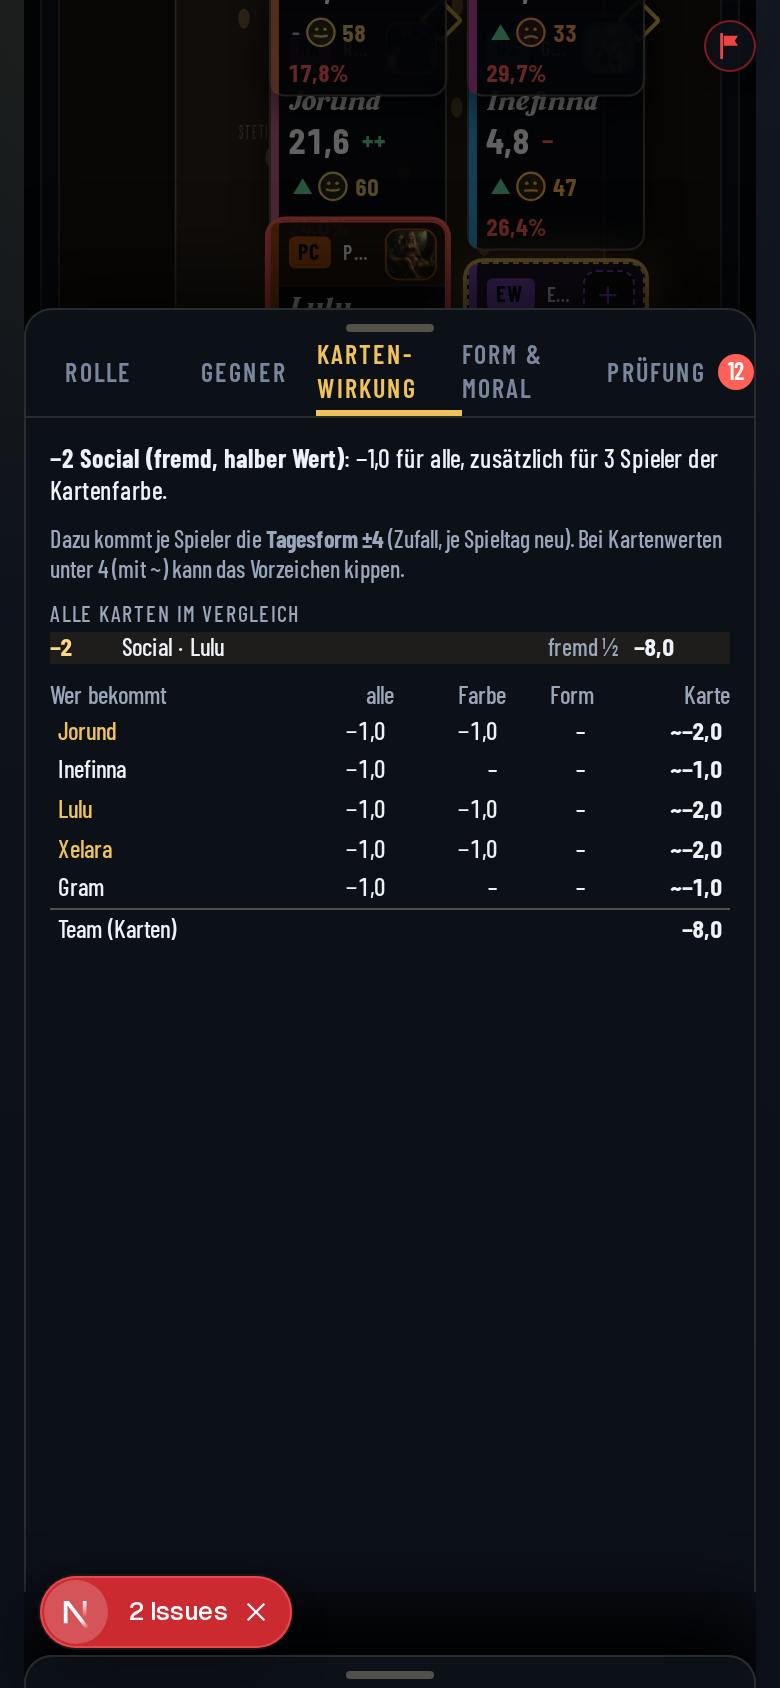 - 58
33
17,8%
29,7%
Jorund
Inefinna
STETI
21,6 ++
4,8 -
60
47
26,4%
PC P...
Lulu
EW E... +
ROLLE
GEGNER
KARTEN-
WIRKUNG
FORM &
MORAL
PRÜFUNG 12
−2 Social (fremd, halber Wert): −1,0 für alle, zusätzlich für 3 Spieler der
Kartenfarbe.
Dazu kommt je Spieler die Tagesform ±4 (Zufall, je Spieltag neu). Bei Kartenwerten
unter 4 (mit ~) kann das Vorzeichen kippen.
ALLE KARTEN IM VERGLEICH
−2 Social · Lulu fremd ½ −8,0
Wer bekommt alle Farbe Form Karte
Jorund −1,0 −1,0 – ~−2,0
Inefinna −1,0 – – ~−1,0
Lulu −1,0 −1,0 – ~−2,0
Xelara −1,0 −1,0 – ~−2,0
Gram −1,0 – – ~−1,0
Team (Karten) −8,0
N 2 Issues ×